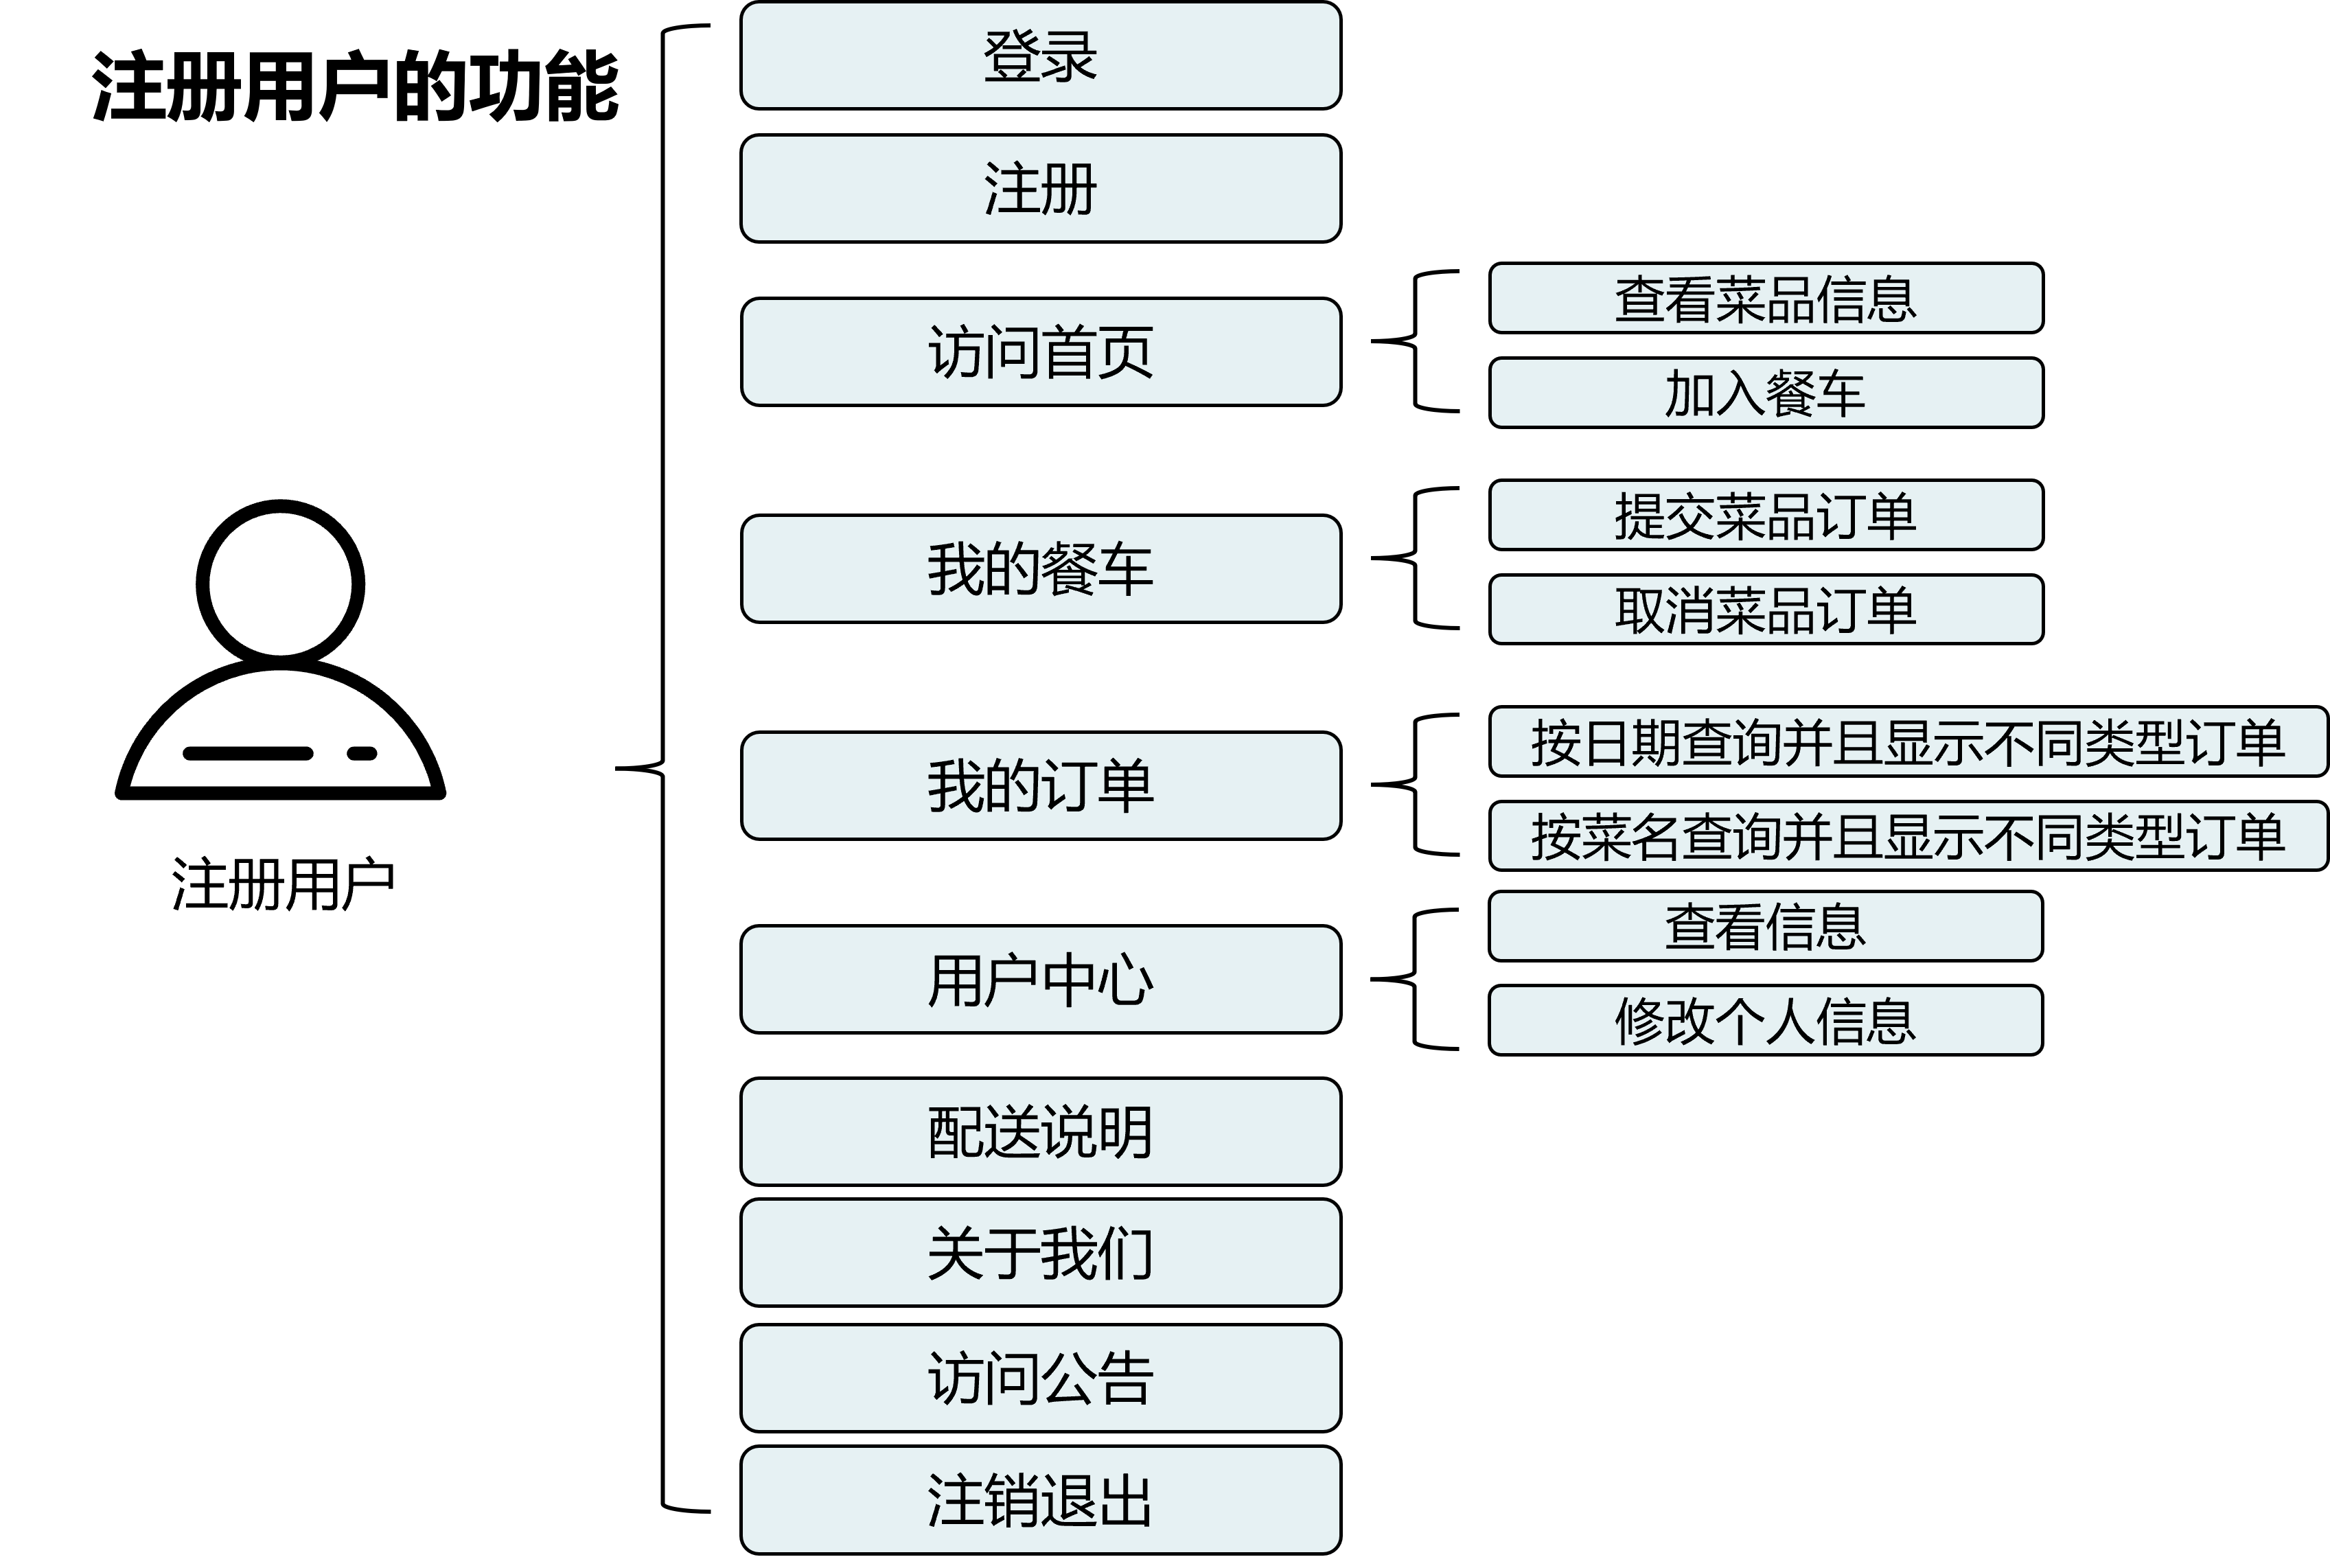 注册用户的功能
注册用户
登录
注册
访问首页
查看菜品信息
加入餐车
我的餐车
提交菜品订单
取消菜品订单
我的订单
按日期查询并且显示不同类型订单
按菜名查询并且显示不同类型订单
用户中心
查看信息
修改个人信息
配送说明
关于我们
访问公告
注销退出